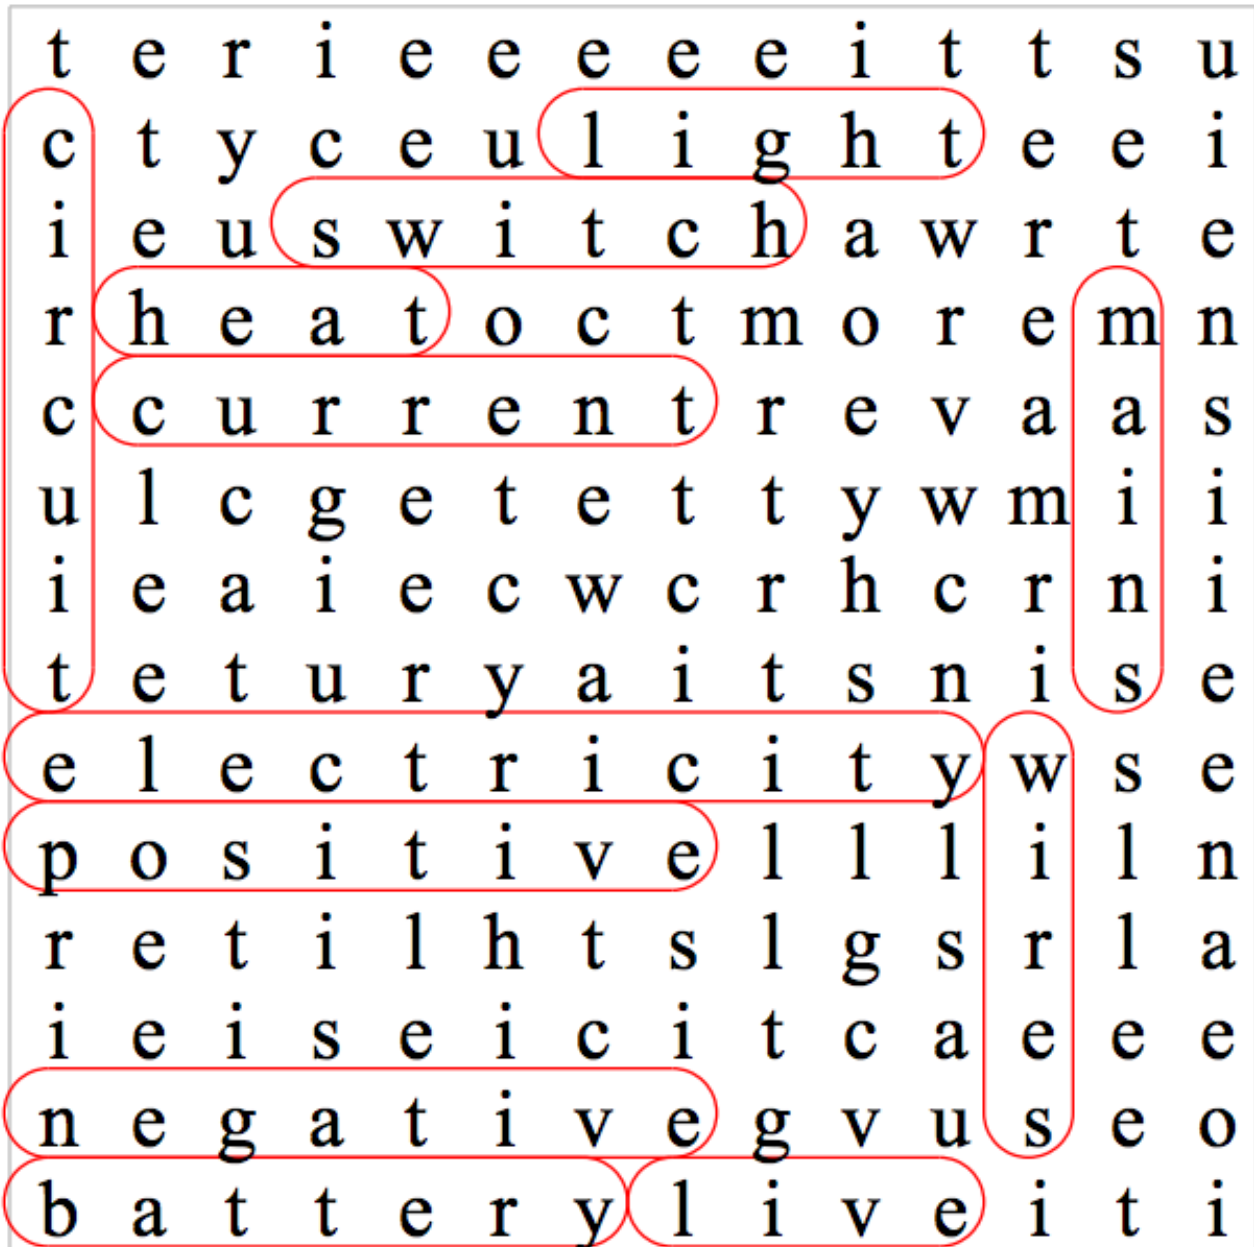 t e r i e e e e e i t t s u
c t y c e u l i g h t e e i
i e u s w i t c h a w r t e
r h e a t o c t m o r e m n
c c u r r e n t r e v a a s
u l c g e t e t t y w m i i
i e a i e c w c r h c r n i
t e t u r y a i t s n i s e
e l e c t r i c i t y w s e
p o s i t i v e l l l i l n
r e t i l h t s l g s r l a
i e i s e i c i t c a e e e
n e g a t i v e g v u s e o
b a t t e r y l i v e i t i